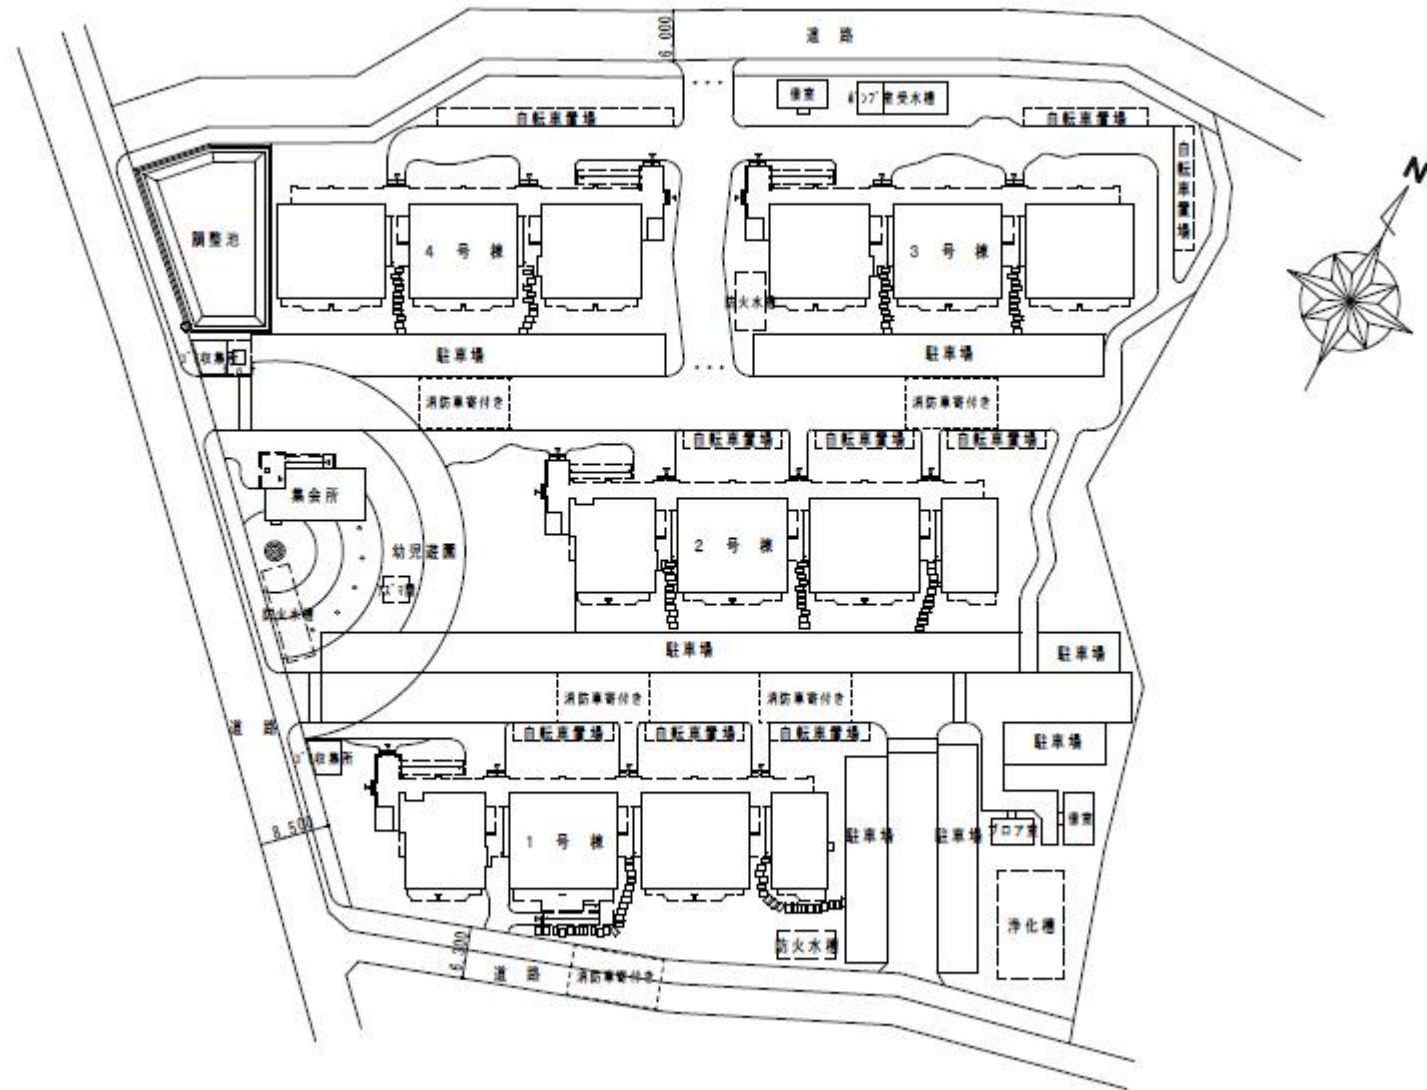 道 路
6,000
倉庫
ポンプ室受水槽
自転車置場
自転車置場
自転車置場
N
調整池
4 号 棟
3 号 棟
防火水槽
ゴミ収集所
駐車場
駐車場
消防車寄付き
消防車寄付き
自転車置場
自転車置場
自転車置場
集会所
2 号 棟
幼児遊園
防火水槽
駐車場
駐車場
消防車寄付き
消防車寄付き
道 路
自転車置場
自転車置場
自転車置場
駐車場
ゴミ収集所
8,500
駐車場
駐車場
ブロア室
倉庫
1 号 棟
浄化槽
防火水槽
6,300
道 路
消防車寄付き